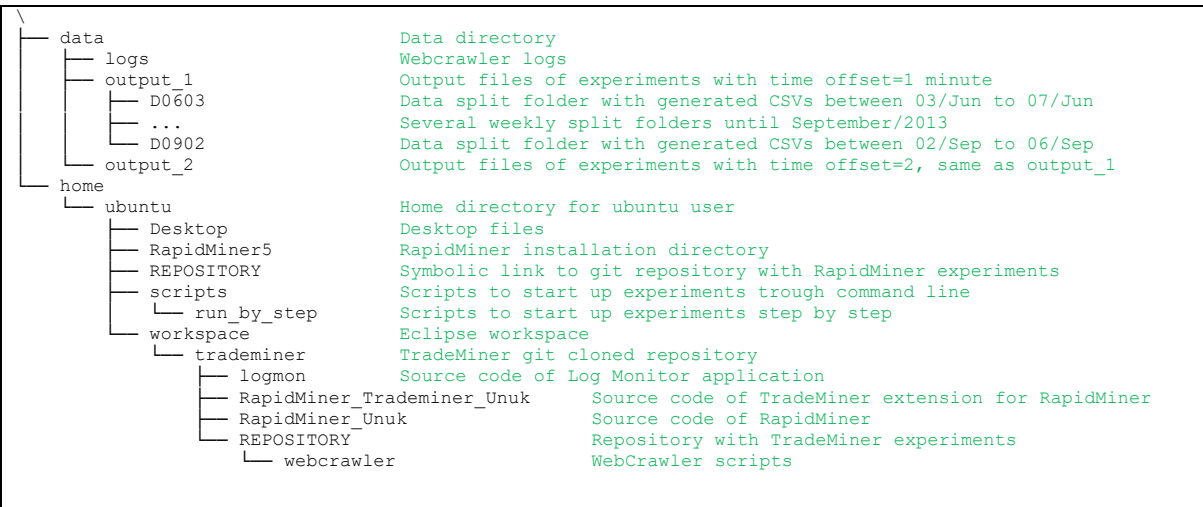 \
├── data Data directory
│ ├── logs Webcrawler logs
│ ├── output_1 Output files of experiments with time offset=1 minute
│ │ ├── D0603 Data split folder with generated CSVs between 03/Jun to 07/Jun
│ │ ├── ... Several weekly split folders until September/2013
│ │ └── D0902 Data split folder with generated CSVs between 02/Sep to 06/Sep
│ └── output_2 Output files of experiments with time offset=2, same as output_1
└── home
└── ubuntu Home directory for ubuntu user
├── Desktop Desktop files
├── RapidMiner5 RapidMiner installation directory
├── REPOSITORY Symbolic link to git repository with RapidMiner experiments
├── scripts Scripts to start up experiments trough command line
│ └── run_by_step Scripts to start up experiments step by step
└── workspace Eclipse workspace
└── trademiner TradeMiner git cloned repository
├── logmon Source code of Log Monitor application
├── RapidMiner_Trademiner_Unuk Source code of TradeMiner extension for RapidMiner
├── RapidMiner_Unuk Source code of RapidMiner
└── REPOSITORY Repository with TradeMiner experiments
└── webcrawler WebCrawler scripts